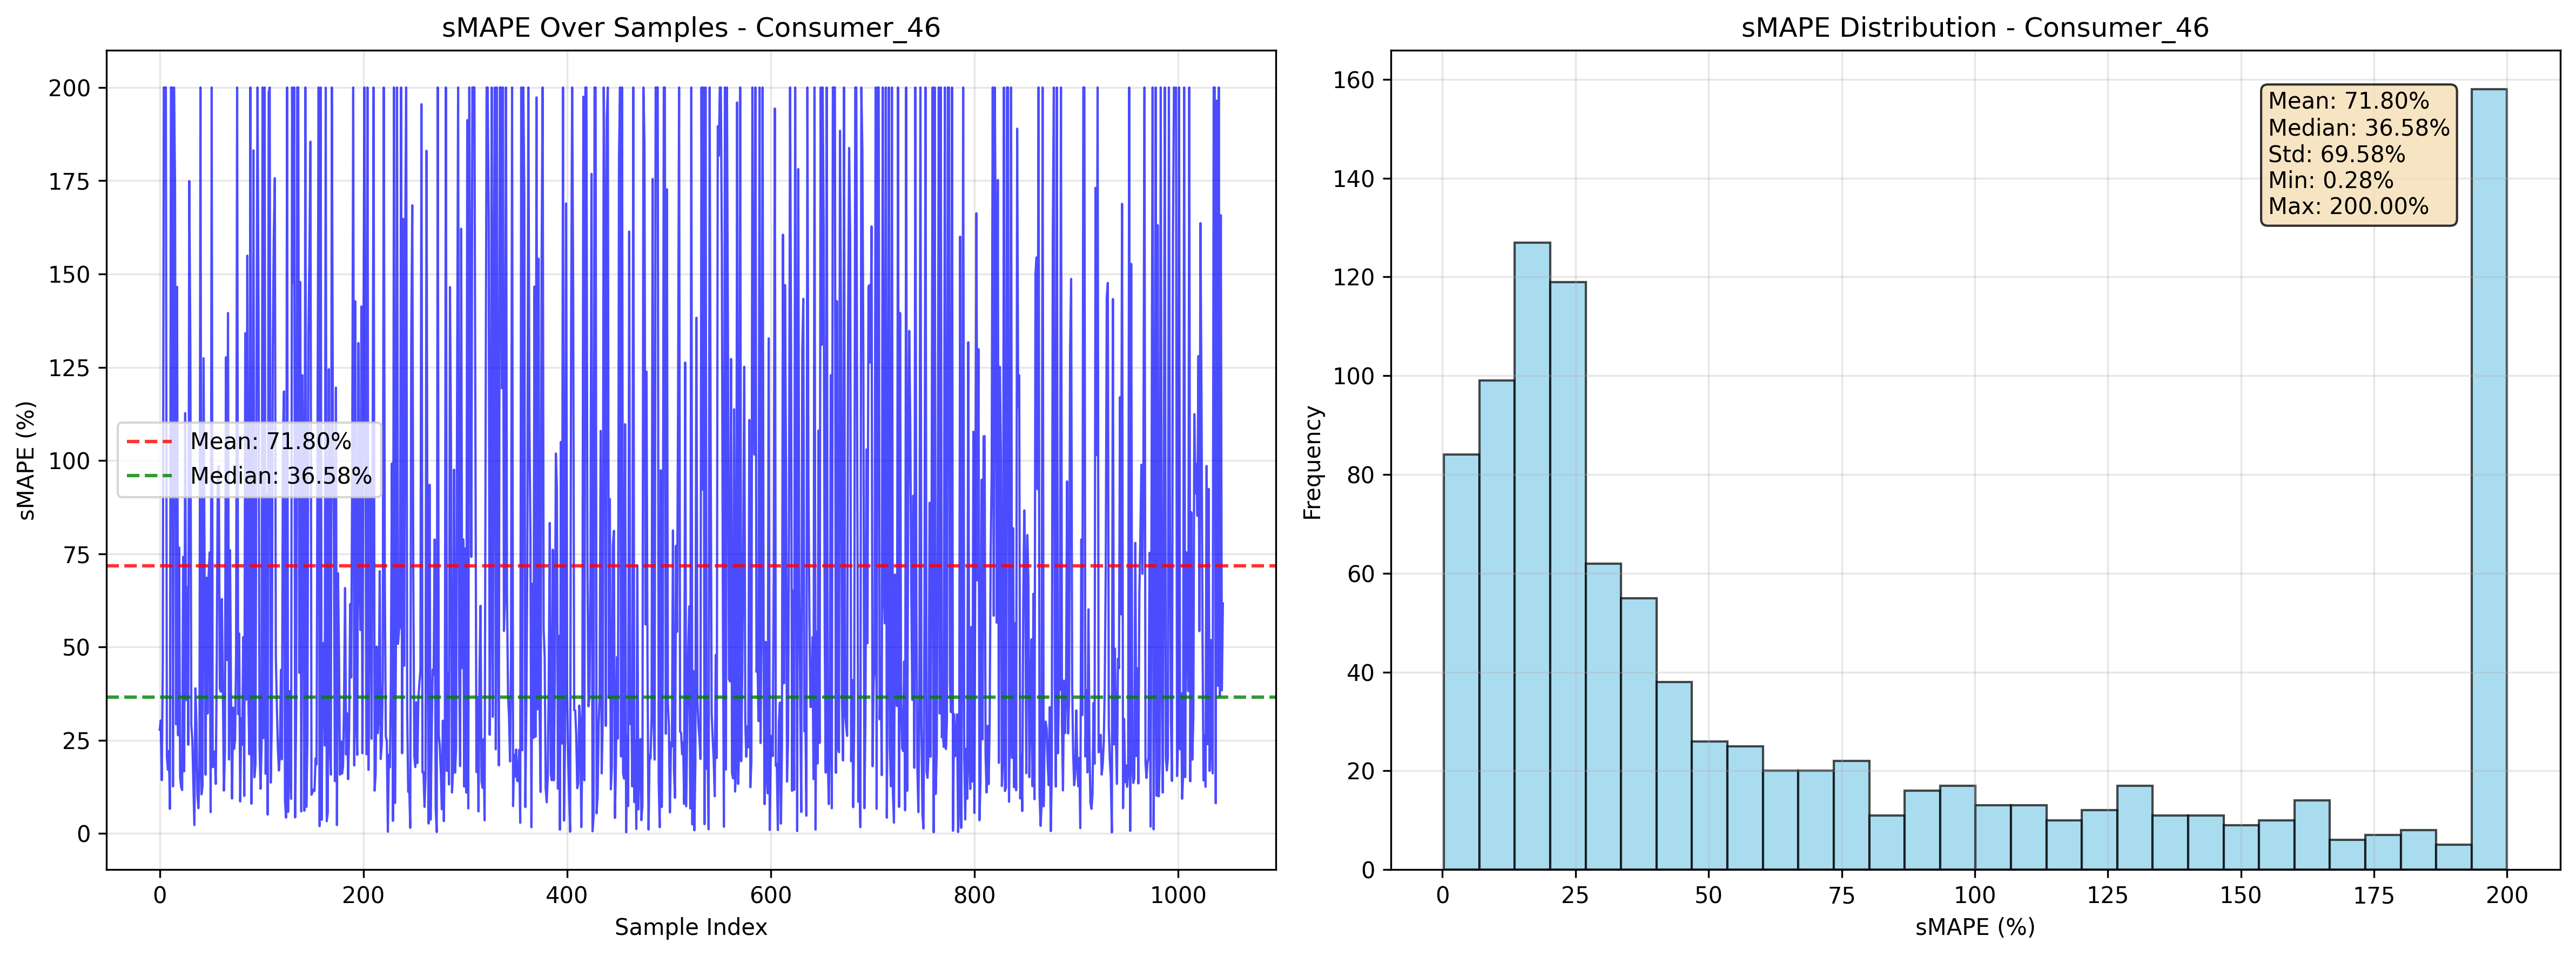 sMAPE Over Samples - Consumer_46
sMAPE (%)
200
175
150
125
100
75
50
25
0
Mean: 71.80%
Median: 36.58%
0 200 400 600 800 1000
Sample Index
sMAPE Distribution - Consumer_46
Frequency
160
140
120
100
80
60
40
20
0
Mean: 71.80%
Median: 36.58%
Std: 69.58%
Min: 0.28%
Max: 200.00%
0 25 50 75 100 125 150 175 200
sMAPE (%)